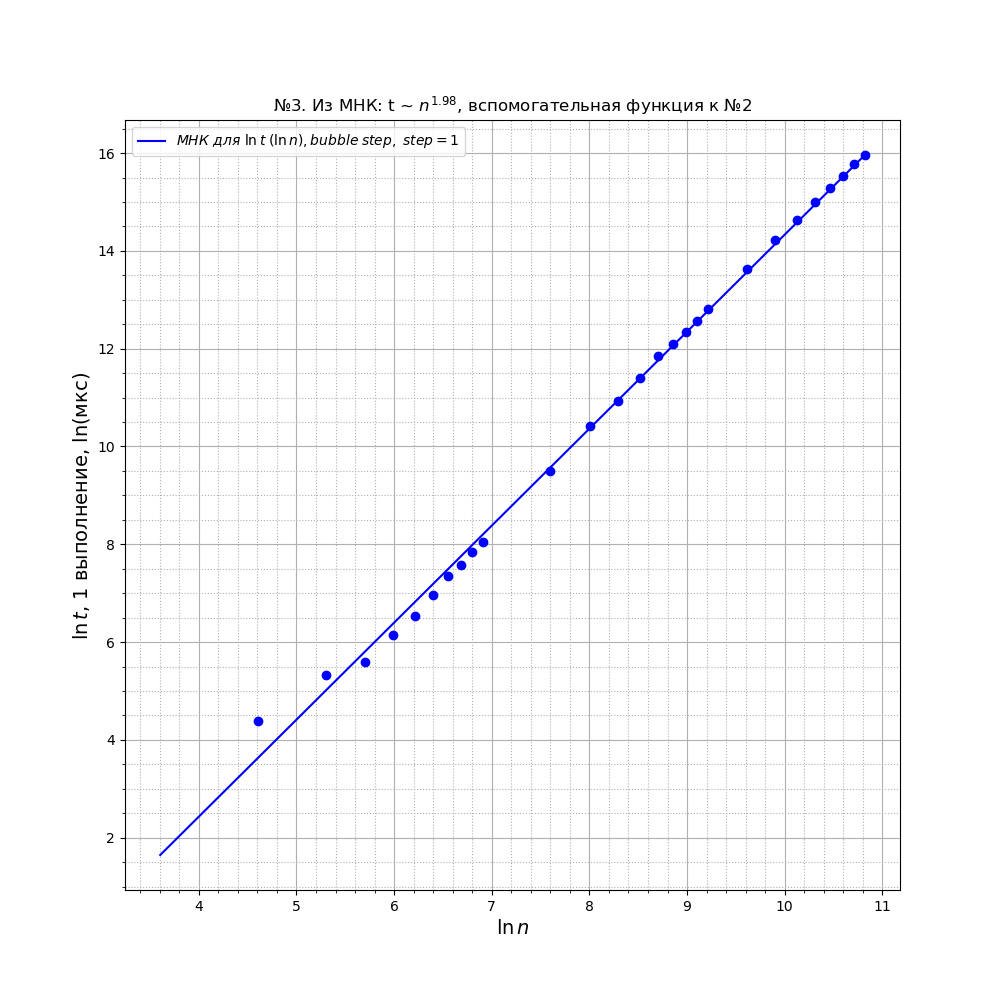 №3. Из МНК: t ~ n^1.98, вспомогательная функция к №2
МНК для ln t (ln n), bubble step, step = 1
ln t, 1 выполнение, ln(мкс)
16
14
12
10
8
6
4
2
4 5 6 7 8 9 10 11
ln n